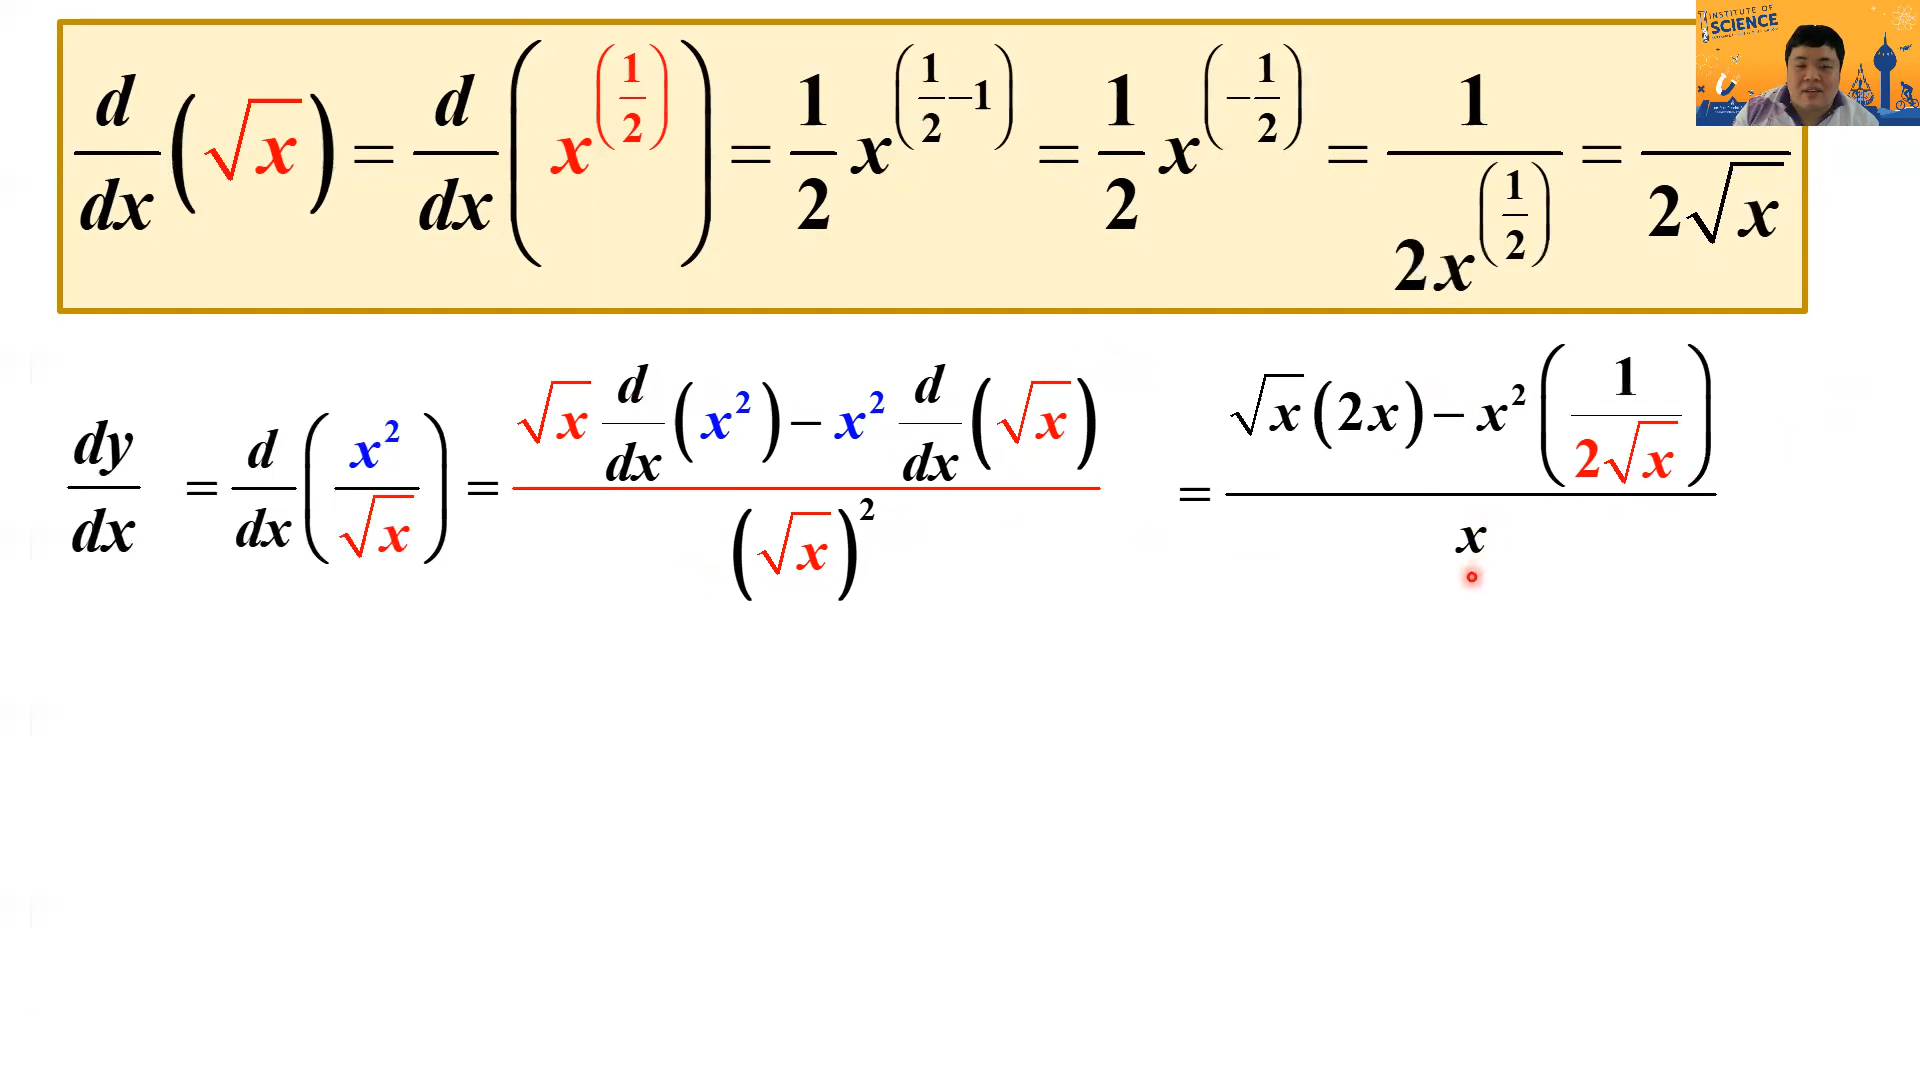 INSTITUTE OF
SCIENCE
d/dx (√x) = d/dx (x^(1/2)) = 1/2 x^(1/2 −1) = 1/2 x^(−1/2) = 1/(2x^(1/2)) = /(2√x)
dy/dx = d/dx (x²/√x) = (√x d/dx (x²) − x² d/dx (√x))/(√x)² = (√x (2x) − x² (1/(2√x)))/x